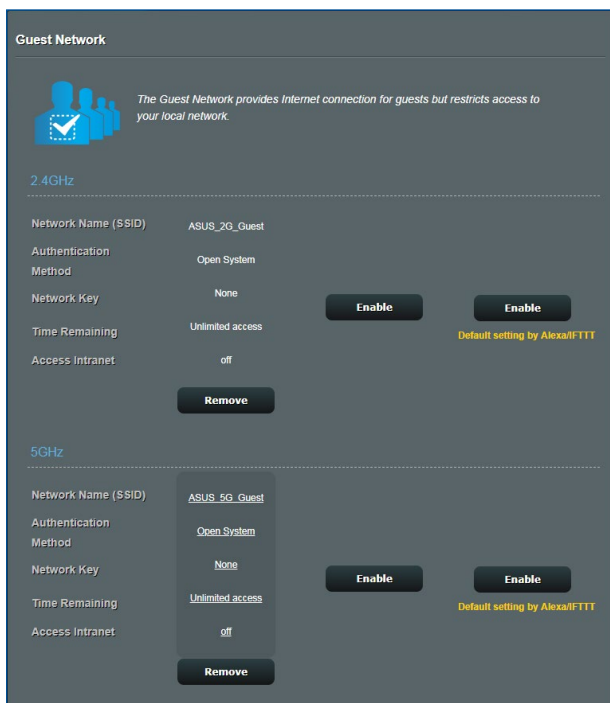 Guest Network
The Guest Network provides Internet connection for guests but restricts access to
your local network.
2.4GHz
Network Name (SSID)
ASUS_2G_Guest
Authentication
Method
Open System
Network Key
None
Enable
Enable
Time Remaining
Unlimited access
Default setting by Alexa/IFTTT
Access Intranet
off
Remove
5GHz
Network Name (SSID)
ASUS_5G_Guest
Authentication
Method
Open System
Network Key
None
Enable
Enable
Time Remaining
Unlimited access
Default setting by Alexa/IFTTT
Access Intranet
off
Remove